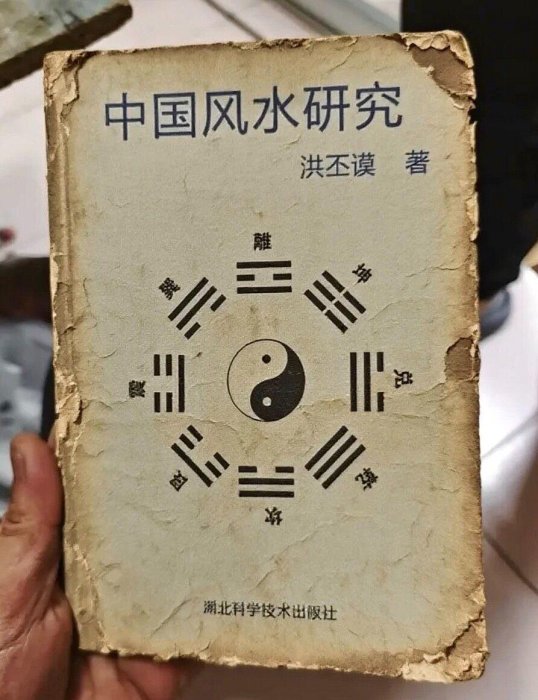 中国风水研究
洪丕谟 著
離
巽
坤
震
兑
艮
乾
坎
湖北科学技术出版社